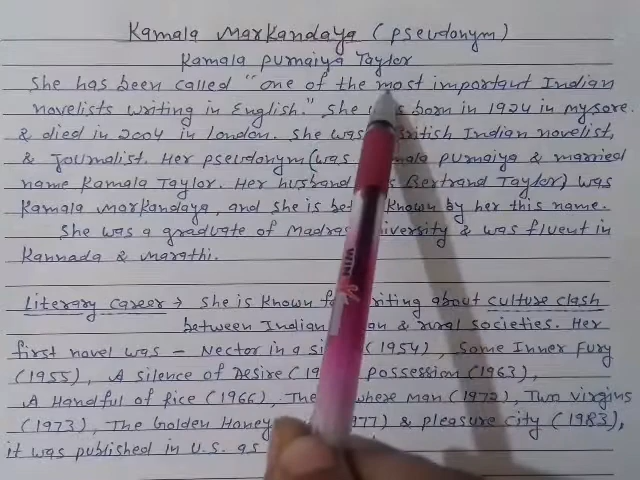 Kamala Markandaya (pseudonym)
Kamala Purnaiya Taylor
She has been called "one of the most important Indian
novelists writing in English." She was born in 1924 in mysore.
& died in 2004 in London. She was British Indian novelist,
& Journalist. Her pseudonym (was Purnaiya & married
name Kamala Taylor. Her husband Bertrand Taylor) was
Kamala Markandaya, and she is known by her this name.
She was a graduate of Madras University & was fluent in
Kannada & marathi.
Literary career → She is known writing about culture clash
between Indian & rural societies. Her
first novel was - Nector in a (1954), Some Inner Fury
(1955), A silence of Desire Possession (1963),
A Handful of Rice (1966), The where man (1972), Two virgins
(1973), The Golden Honey & pleasure city (1983),
it was published in U.S. as
WIN